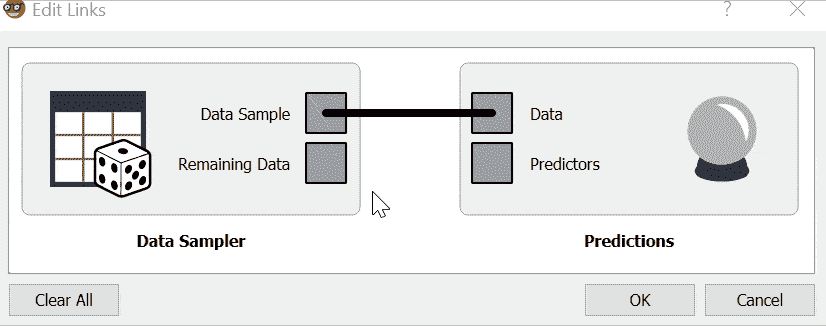 Edit Links
?
Data Sample
Data
Remaining Data
Predictors
Data Sampler
Predictions
Clear All
OK
Cancel